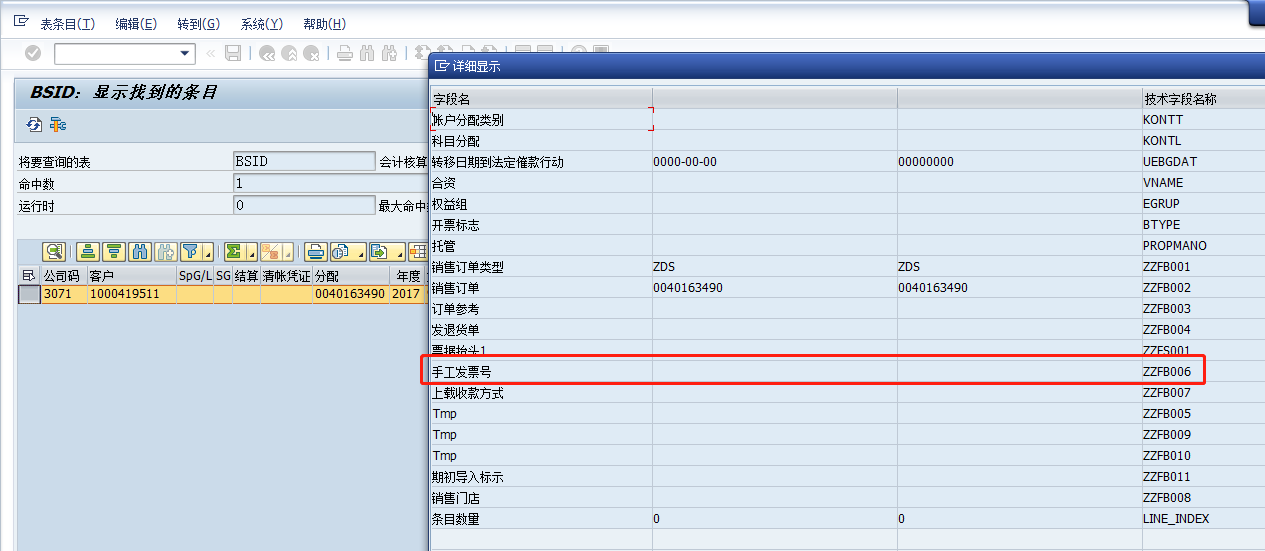 表条目(T) 编辑(E) 转到(G) 系统(Y) 帮助(H)
BSID：显示找到的条目
将要查询的表 BSID 会计核算
命中数 1
运行时 0 最大命中
公司码 客户 SpG/L SG 结算 清帐凭证 分配 年度
3071 1000419511 0040163490 2017
详细显示
字段名 技术字段名称
帐户分配类别 KONTT
科目分配 KONTL
转移日期到法定催款行动 0000-00-00 00000000 UEBGDAT
合资 VNAME
权益组 EGRUP
开票标志 BTYPE
托管 PROPMANO
销售订单类型 ZDS ZDS ZZFB001
销售订单 0040163490 0040163490 ZZFB002
订单参考 ZZFB003
发退货单 ZZFB004
票据抬头1 ZZFS001
手工发票号 ZZFB006
上载收款方式 ZZFB007
Tmp ZZFB005
Tmp ZZFB009
Tmp ZZFB010
期初导入标示 ZZFB011
销售门店 ZZFB008
条目数量 0 0 LINE_INDEX